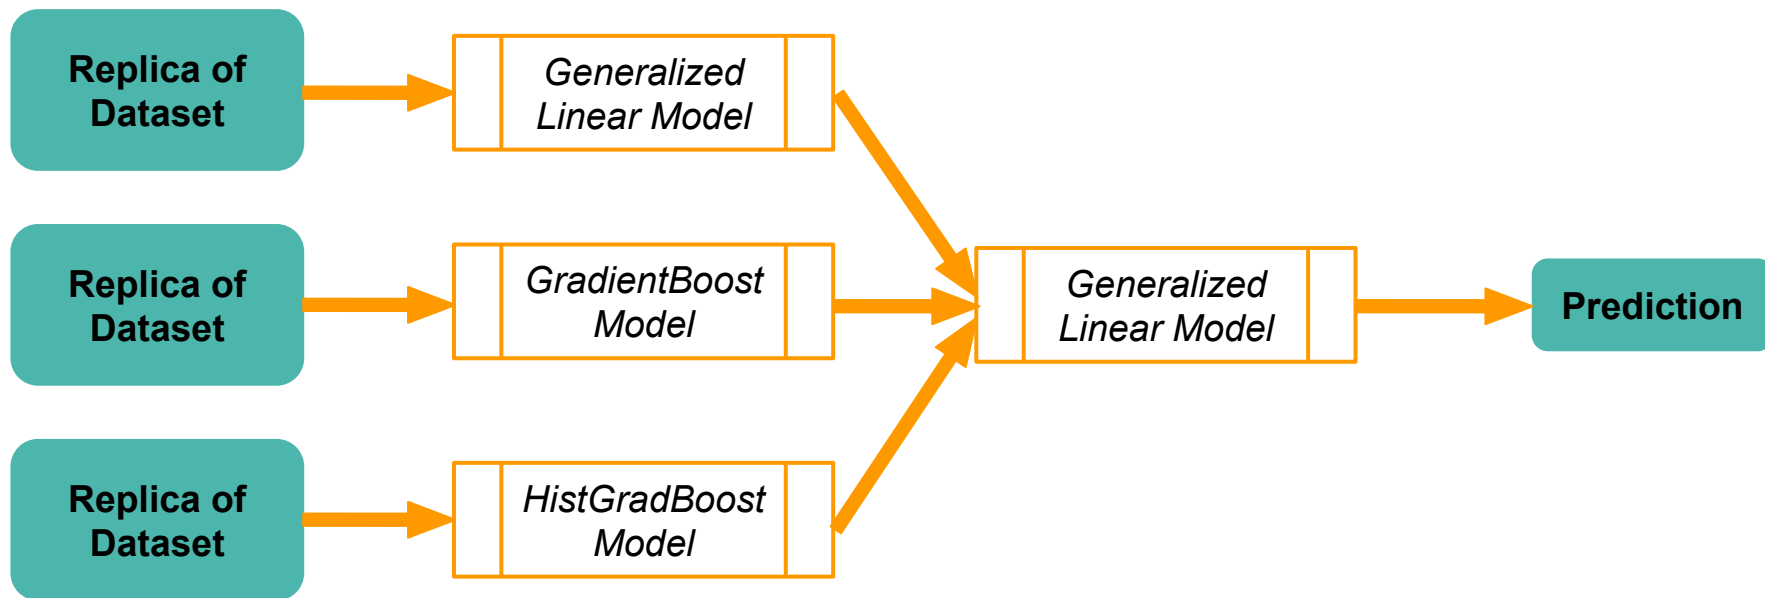 Replica of
Dataset
Generalized
Linear Model
Replica of
Dataset
GradientBoost
Model
Generalized
Linear Model
Prediction
Replica of
Dataset
HistGradBoost
Model